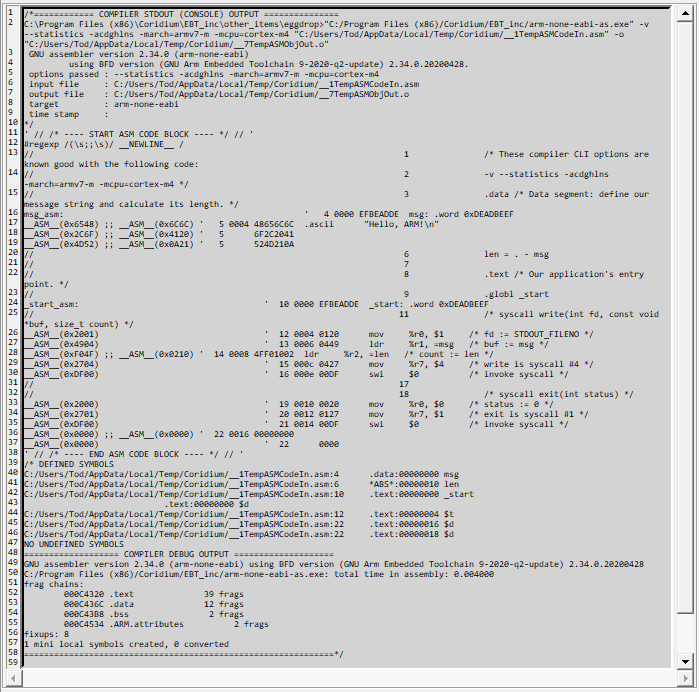 1 /*============ COMPILER STDOUT (CONSOLE) OUTPUT ===============
2 C:\Program Files (x86)\Coridium\EBT_inc\other_items\eggdrop>"C:/Program Files (x86)/Coridium/EBT_inc/arm-none-eabi-as.exe" -v
--statistics -acdghlns -march=armv7-m -mcpu=cortex-m4 "C:/Users/Tod/AppData/Local/Temp/Coridium/__1TempASMCodeIn.asm" -o
"C:/Users/Tod/AppData/Local/Temp/Coridium/__7TempASMObjOut.o"
3 GNU assembler version 2.34.0 (arm-none-eabi)
4 using BFD version (GNU Arm Embedded Toolchain 9-2020-q2-update) 2.34.0.20200428.
5 options passed : --statistics -acdghlns -march=armv7-m -mcpu=cortex-m4
6 input file : C:/Users/Tod/AppData/Local/Temp/Coridium/__1TempASMCodeIn.asm
7 output file : C:/Users/Tod/AppData/Local/Temp/Coridium/__7TempASMObjOut.o
8 target : arm-none-eabi
9 time stamp :
10 */
11 ' // /* ---- START ASM CODE BLOCK ---- */ // '
12 #regexp /(\s;;\s)/ __NEWLINE__ /
13 // 1 /* These compiler CLI options are
known good with the following code:
14 // 2 -v --statistics -acdghlns
-march=armv7-m -mcpu=cortex-m4 */
15 // 3 .data /* Data segment: define our
message string and calculate its length. */
16 msg_asm: ' 4 0000 EFBEADDE msg: .word 0xDEADBEEF
17 __ASM__(0x6548) ;; __ASM__(0x6C6C) ' 5 0004 48656C6C .ascii "Hello, ARM!\n"
18 __ASM__(0x2C6F) ;; __ASM__(0x4120) ' 5 6F2C2041
19 __ASM__(0x4D52) ;; __ASM__(0x0A21) ' 5 524D210A
20 // 6 len = . - msg
21 // 7
22 // 8 .text /* Our application's entry
point. */
23 // 9 .globl _start
24 _start_asm: ' 10 0000 EFBEADDE _start: .word 0xDEADBEEF
25 // 11 /* syscall write(int fd, const void
*buf, size_t count) */
26 __ASM__(0x2001) ' 12 0004 0120 mov %r0, $1 /* fd := STDOUT_FILENO */
27 __ASM__(0x4904) ' 13 0006 0449 ldr %r1, =msg /* buf := msg */
28 __ASM__(0xF04F) ;; __ASM__(0x0210) ' 14 0008 4FF01002 ldr %r2, =len /* count := len */
29 __ASM__(0x2704) ' 15 000c 0427 mov %r7, $4 /* write is syscall #4 */
30 __ASM__(0xDF00) ' 16 000e 00DF swi $0 /* invoke syscall */
31 // 17
32 // 18 /* syscall exit(int status) */
33 __ASM__(0x2000) ' 19 0010 0020 mov %r0, $0 /* status := 0 */
34 __ASM__(0x2701) ' 20 0012 0127 mov %r7, $1 /* exit is syscall #1 */
35 __ASM__(0xDF00) ' 21 0014 00DF swi $0 /* invoke syscall */
36 __ASM__(0x0000) ;; __ASM__(0x0000) ' 22 0016 00000000
37 __ASM__(0x0000) ' 22 0000
38 ' // /* ---- END ASM CODE BLOCK ---- */ // '
39 /* DEFINED SYMBOLS
40 C:/Users/Tod/AppData/Local/Temp/Coridium/__1TempASMCodeIn.asm:4 .data:00000000 msg
41 C:/Users/Tod/AppData/Local/Temp/Coridium/__1TempASMCodeIn.asm:6 *ABS*:00000010 len
42 C:/Users/Tod/AppData/Local/Temp/Coridium/__1TempASMCodeIn.asm:10 .text:00000000 _start
43 .text:00000000 $d
44 C:/Users/Tod/AppData/Local/Temp/Coridium/__1TempASMCodeIn.asm:12 .text:00000004 $t
45 C:/Users/Tod/AppData/Local/Temp/Coridium/__1TempASMCodeIn.asm:22 .text:00000016 $d
46 C:/Users/Tod/AppData/Local/Temp/Coridium/__1TempASMCodeIn.asm:22 .text:00000018 $d
47 NO UNDEFINED SYMBOLS
48 =================== COMPILER DEBUG OUTPUT ====================
49 GNU assembler version 2.34.0 (arm-none-eabi) using BFD version (GNU Arm Embedded Toolchain 9-2020-q2-update) 2.34.0.20200428
50 C:/Program Files (x86)/Coridium/EBT_inc/arm-none-eabi-as.exe: total time in assembly: 0.004000
51 frag chains:
52 000C4320 .text 39 frags
53 000C436C .data 12 frags
54 000C43B8 .bss 2 frags
55 000C4534 .ARM.attributes 2 frags
56 fixups: 8
57 1 mini local symbols created, 0 converted
58 ==============================================================*/
59